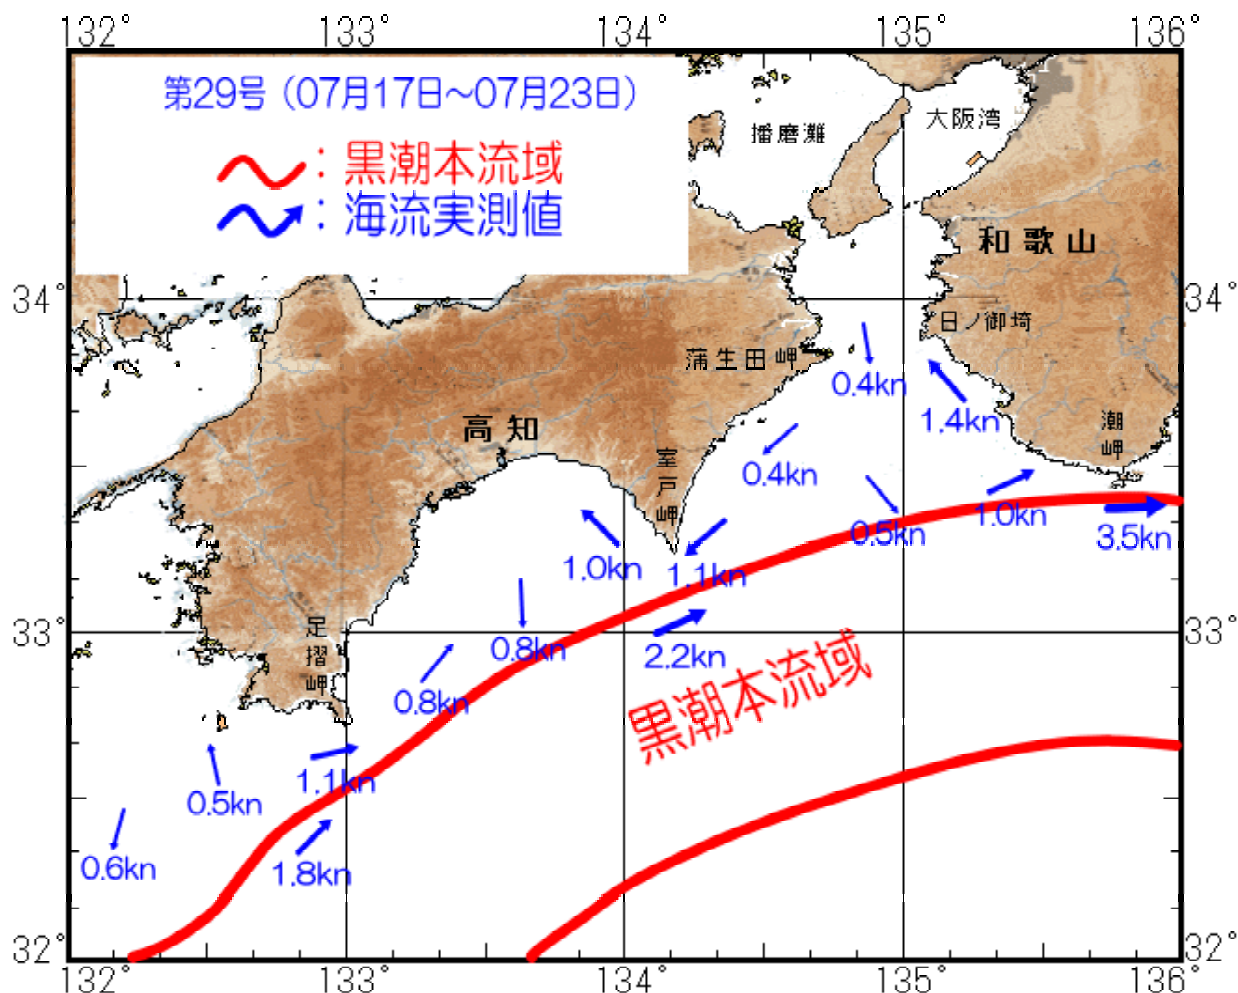 132° 133° 134° 135° 136°
第29号（07月17日～07月23日）
：黒潮本流域
：海流実測値
播磨灘
大阪湾
和歌山
34° 34°
日ノ御埼
蒲生田岬
0.4kn
1.4kn
潮岬
高知
室戸岬
0.4kn
0.5kn
1.0kn
3.5kn
1.0kn
1.1kn
33° 33°
足摺岬
0.8kn
2.2kn
0.8kn
黒潮本流域
1.1kn
0.5kn
0.6kn
1.8kn
32° 32°
132° 133° 134° 135° 136°